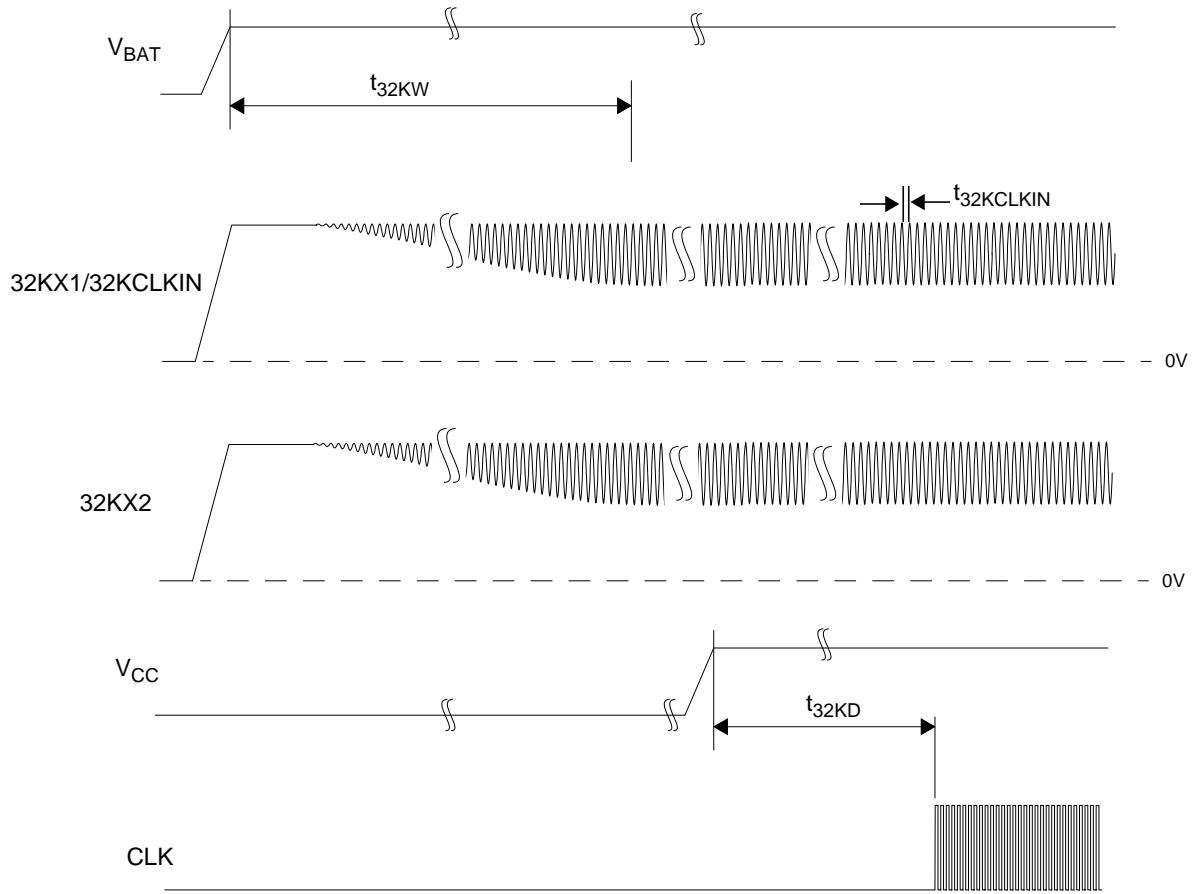 VBAT
t32KW
t32KCLKIN
32KX1/32KCLKIN
0V
32KX2
0V
VCC
t32KD
CLK